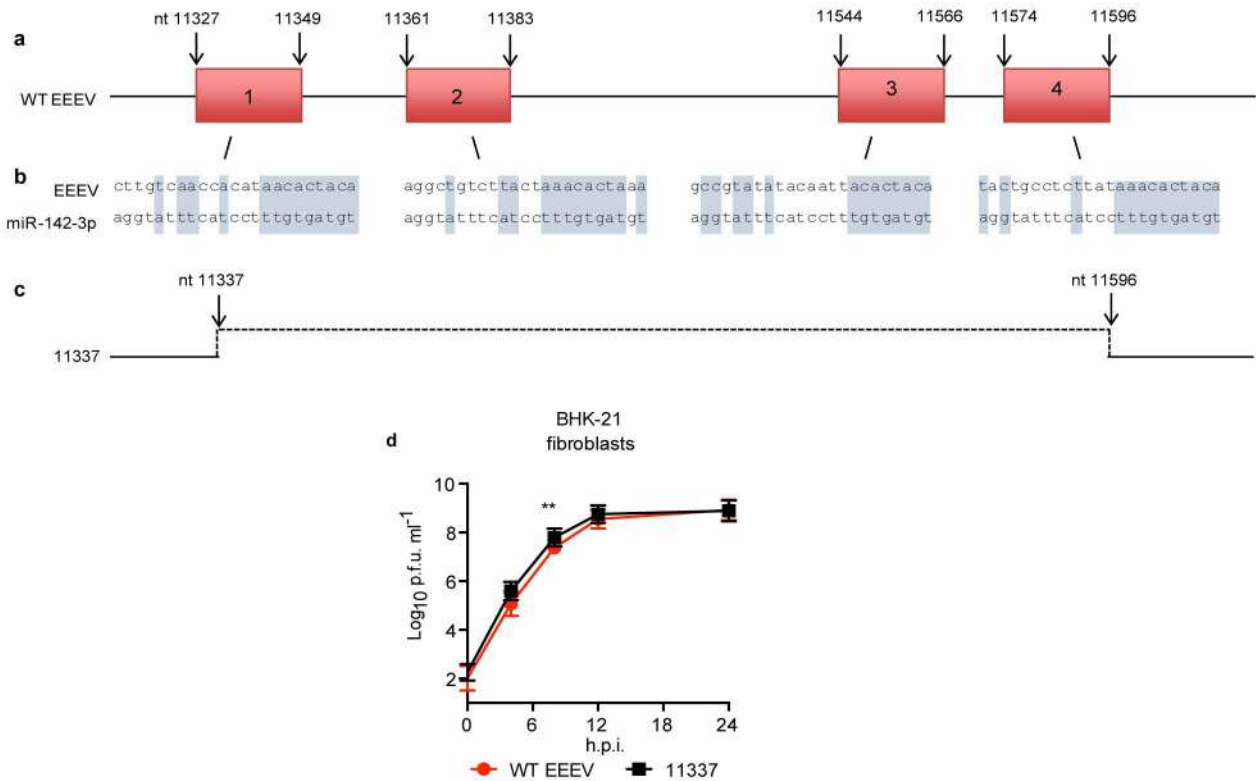 a
nt 11327 11349 11361 11383 11544 11566 11574 11596
WT EEEV 1 2 3 4
b
EEEV cttgtcaaccacataacactaca aggctgtcttactaaacactaaa gccgtatatacaattacactaca tactgcctcttataaacactaca
miR-142-3p aggtatttcatcctttgtgatgt aggtatttcatcctttgtgatgt aggtatttcatcctttgtgatgt aggtatttcatcctttgtgatgt
c
nt 11337 nt 11596
11337
d
BHK-21
fibroblasts
Log10 p.f.u. ml−1
10
8
6
4
2
**
0 6 12 18 24
h.p.i.
WT EEEV 11337